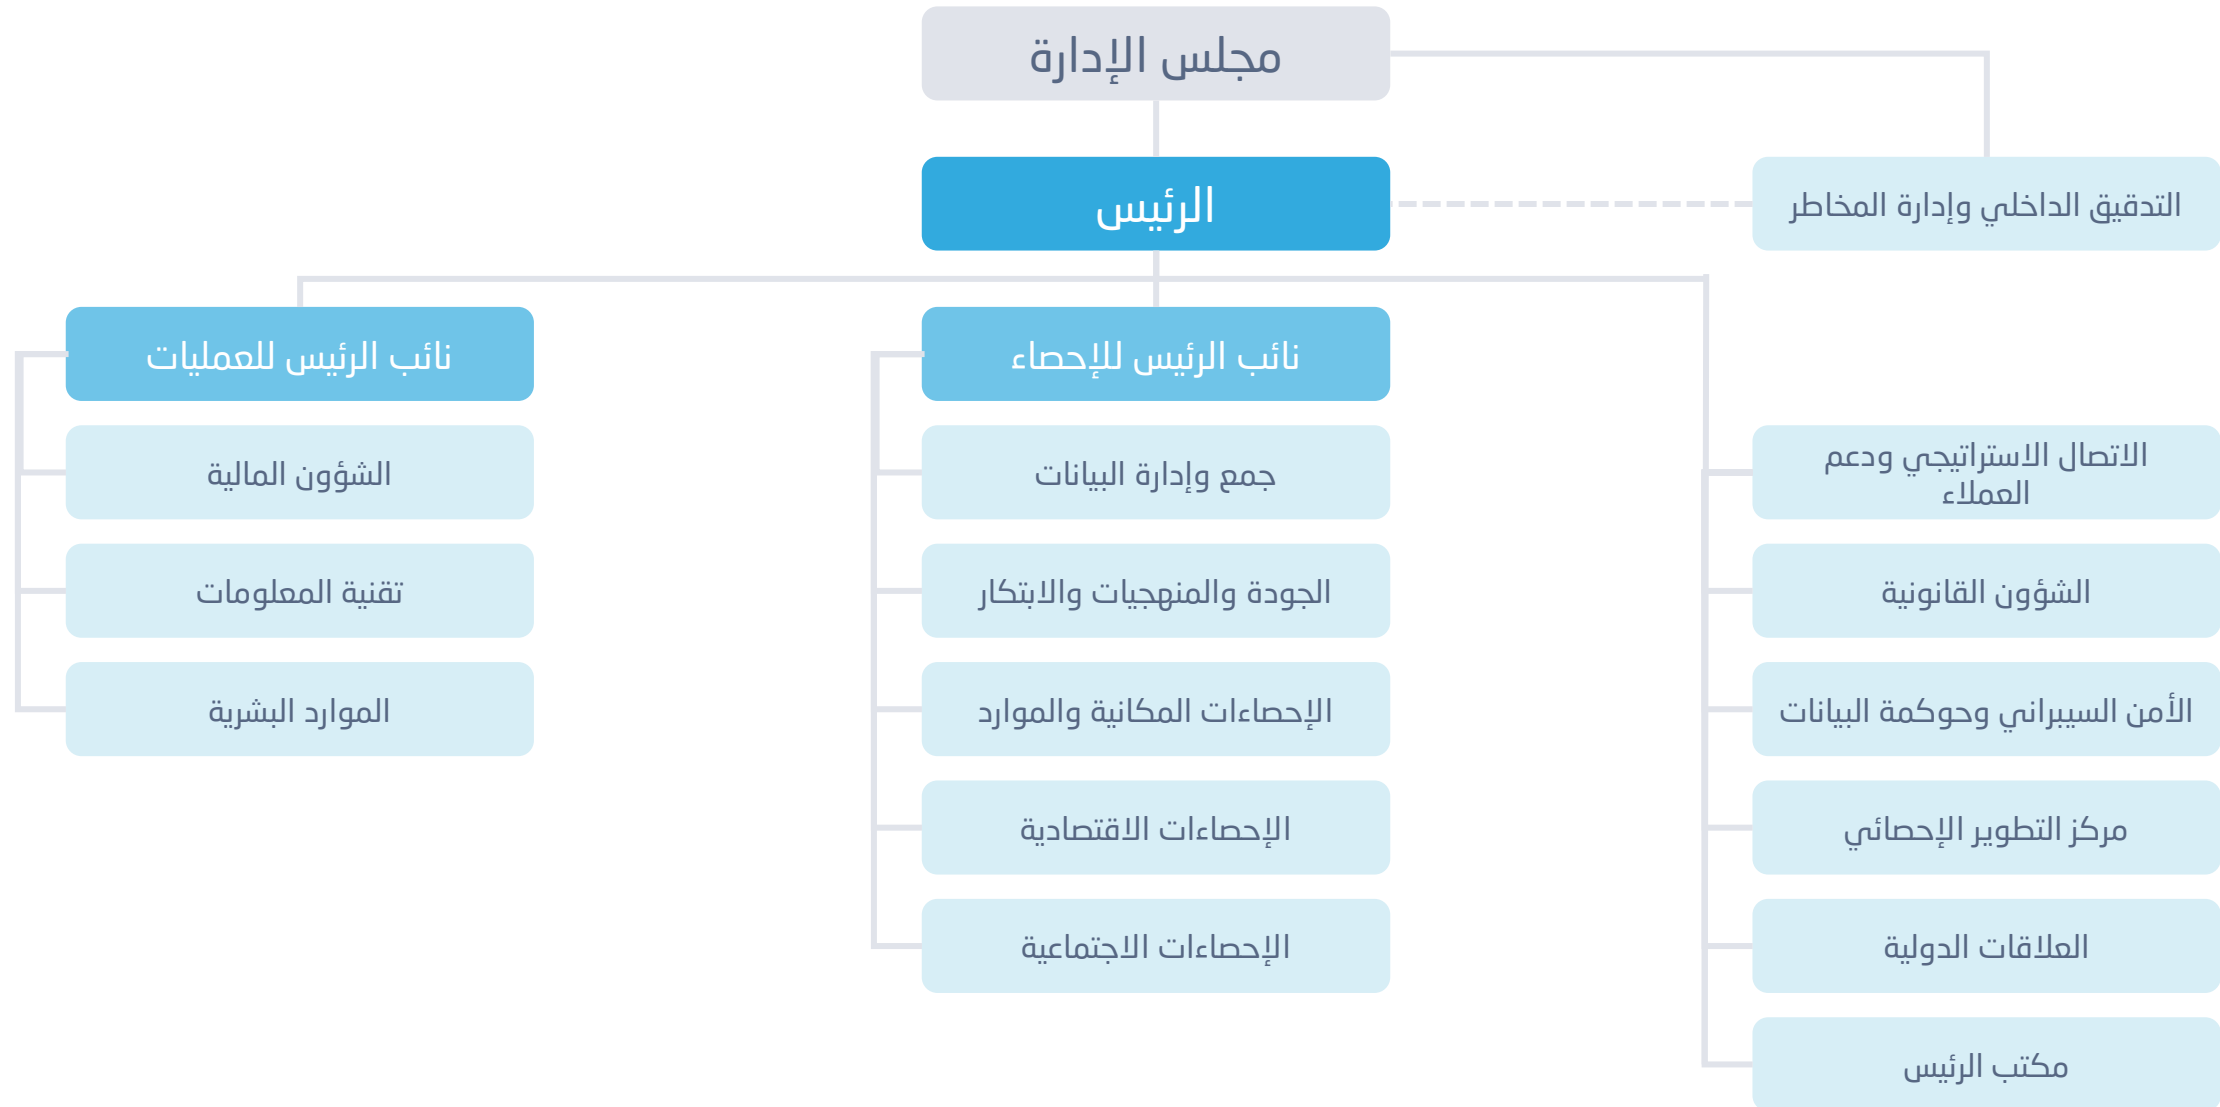 مجلس الإدارة
الرئيس
التدقيق الداخلي وإدارة المخاطر
الاتصال الاستراتيجي ودعم
العملاء
الشؤون القانونية
الأمن السيبراني وحوكمة البيانات
مركز التطوير الإحصائي
العلاقات الدولية
مكتب الرئيس
نائب الرئيس للإحصاء
جمع وإدارة البيانات
الجودة والمنهجيات والابتكار
الإحصاءات المكانية والموارد
الإحصاءات الاقتصادية
الإحصاءات الاجتماعية
نائب الرئيس للعمليات
الشؤون المالية
تقنية المعلومات
الموارد البشرية